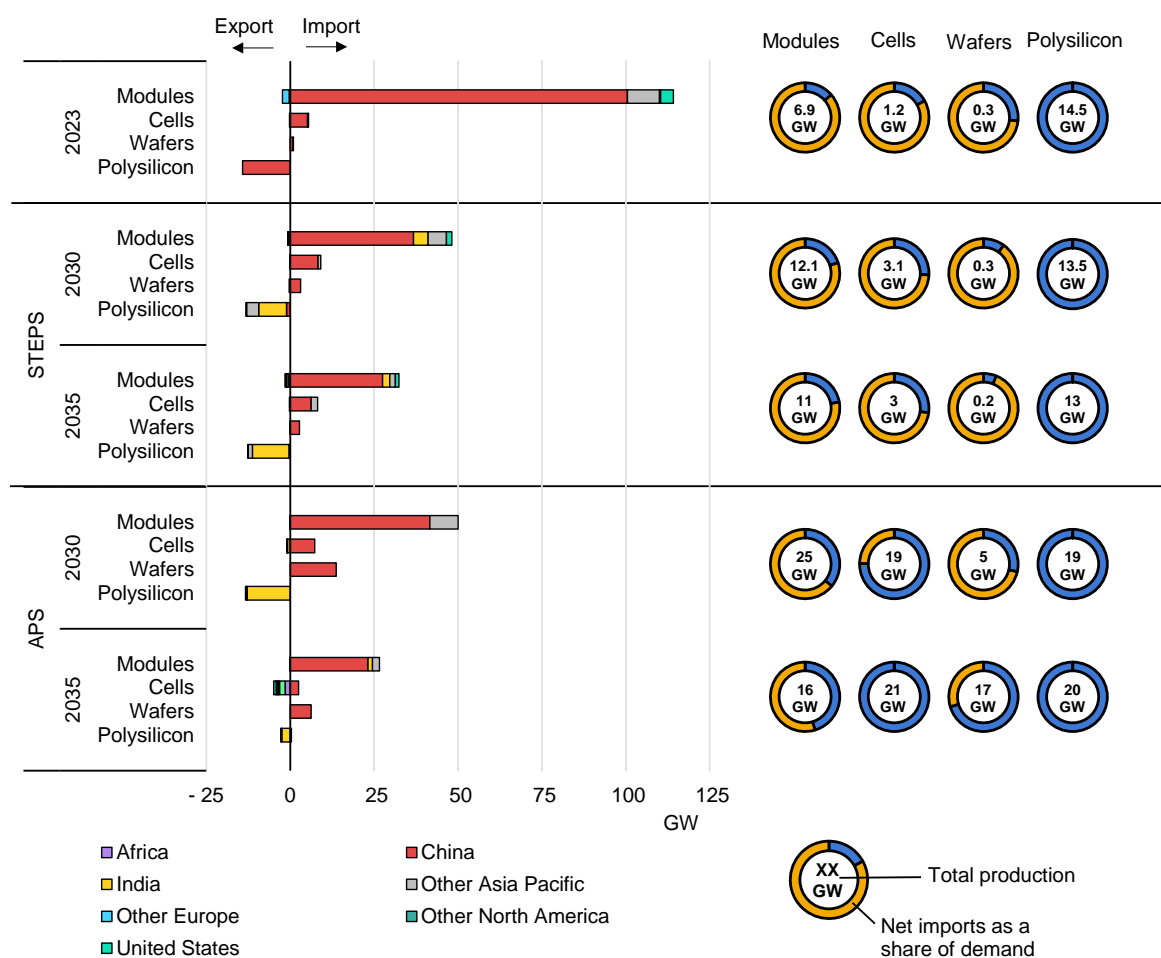 Export Import
Modules Cells Wafers Polysilicon
2023
Modules
Cells
Wafers
Polysilicon
6.9 GW
1.2 GW
0.3 GW
14.5 GW
STEPS
2030
Modules
Cells
Wafers
Polysilicon
12.1 GW
3.1 GW
0.3 GW
13.5 GW
2035
Modules
Cells
Wafers
Polysilicon
11 GW
3 GW
0.2 GW
13 GW
APS
2030
Modules
Cells
Wafers
Polysilicon
25 GW
19 GW
5 GW
19 GW
2035
Modules
Cells
Wafers
Polysilicon
16 GW
21 GW
17 GW
20 GW
- 25 0 25 50 75 100 125
GW
Africa
China
India
Other Asia Pacific
Other Europe
Other North America
United States
XX
GW
Total production
Net imports as a
share of demand